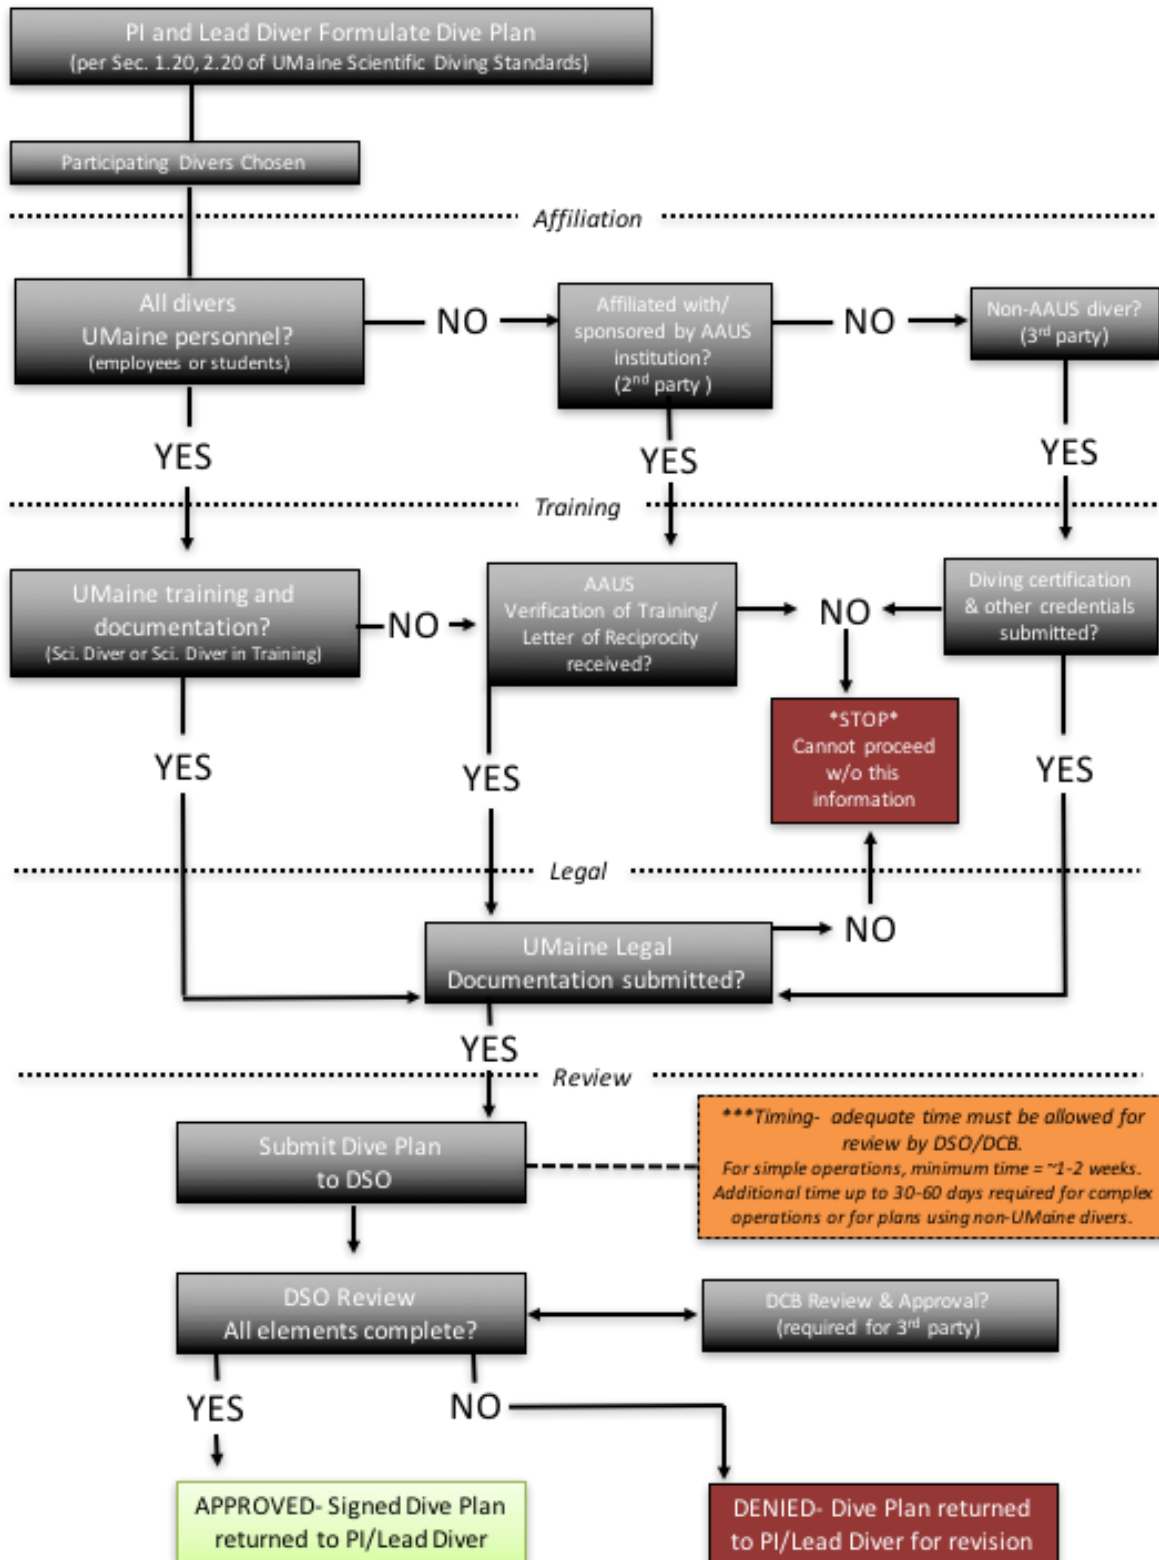 PI and Lead Diver Formulate Dive Plan
(per Sec. 1.20, 2.20 of UMaine Scientific Diving Standards)
Participating Divers Chosen
Affiliation
All divers
UMaine personnel?
(employees or students)
NO
Affiliated with/
sponsored by AAUS
institution?
(2nd party )
NO
Non-AAUS diver?
(3rd party)
YES
YES
YES
Training
UMaine training and
documentation?
(Sci. Diver or Sci. Diver in Training)
NO
AAUS
Verification of Training/
Letter of Reciprocity
received?
NO
Diving certification
& other credentials
submitted?
*STOP*
Cannot proceed
w/o this
information
YES
YES
YES
Legal
UMaine Legal
Documentation submitted?
NO
YES
Review
Submit Dive Plan
to DSO
***Timing- adequate time must be allowed for
review by DSO/DCB.
For simple operations, minimum time = ~1-2 weeks.
Additional time up to 30-60 days required for complex
operations or for plans using non-UMaine divers.
DSO Review
All elements complete?
DCB Review & Approval?
(required for 3rd party)
YES
NO
APPROVED- Signed Dive Plan
returned to PI/Lead Diver
DENIED- Dive Plan returned
to PI/Lead Diver for revision